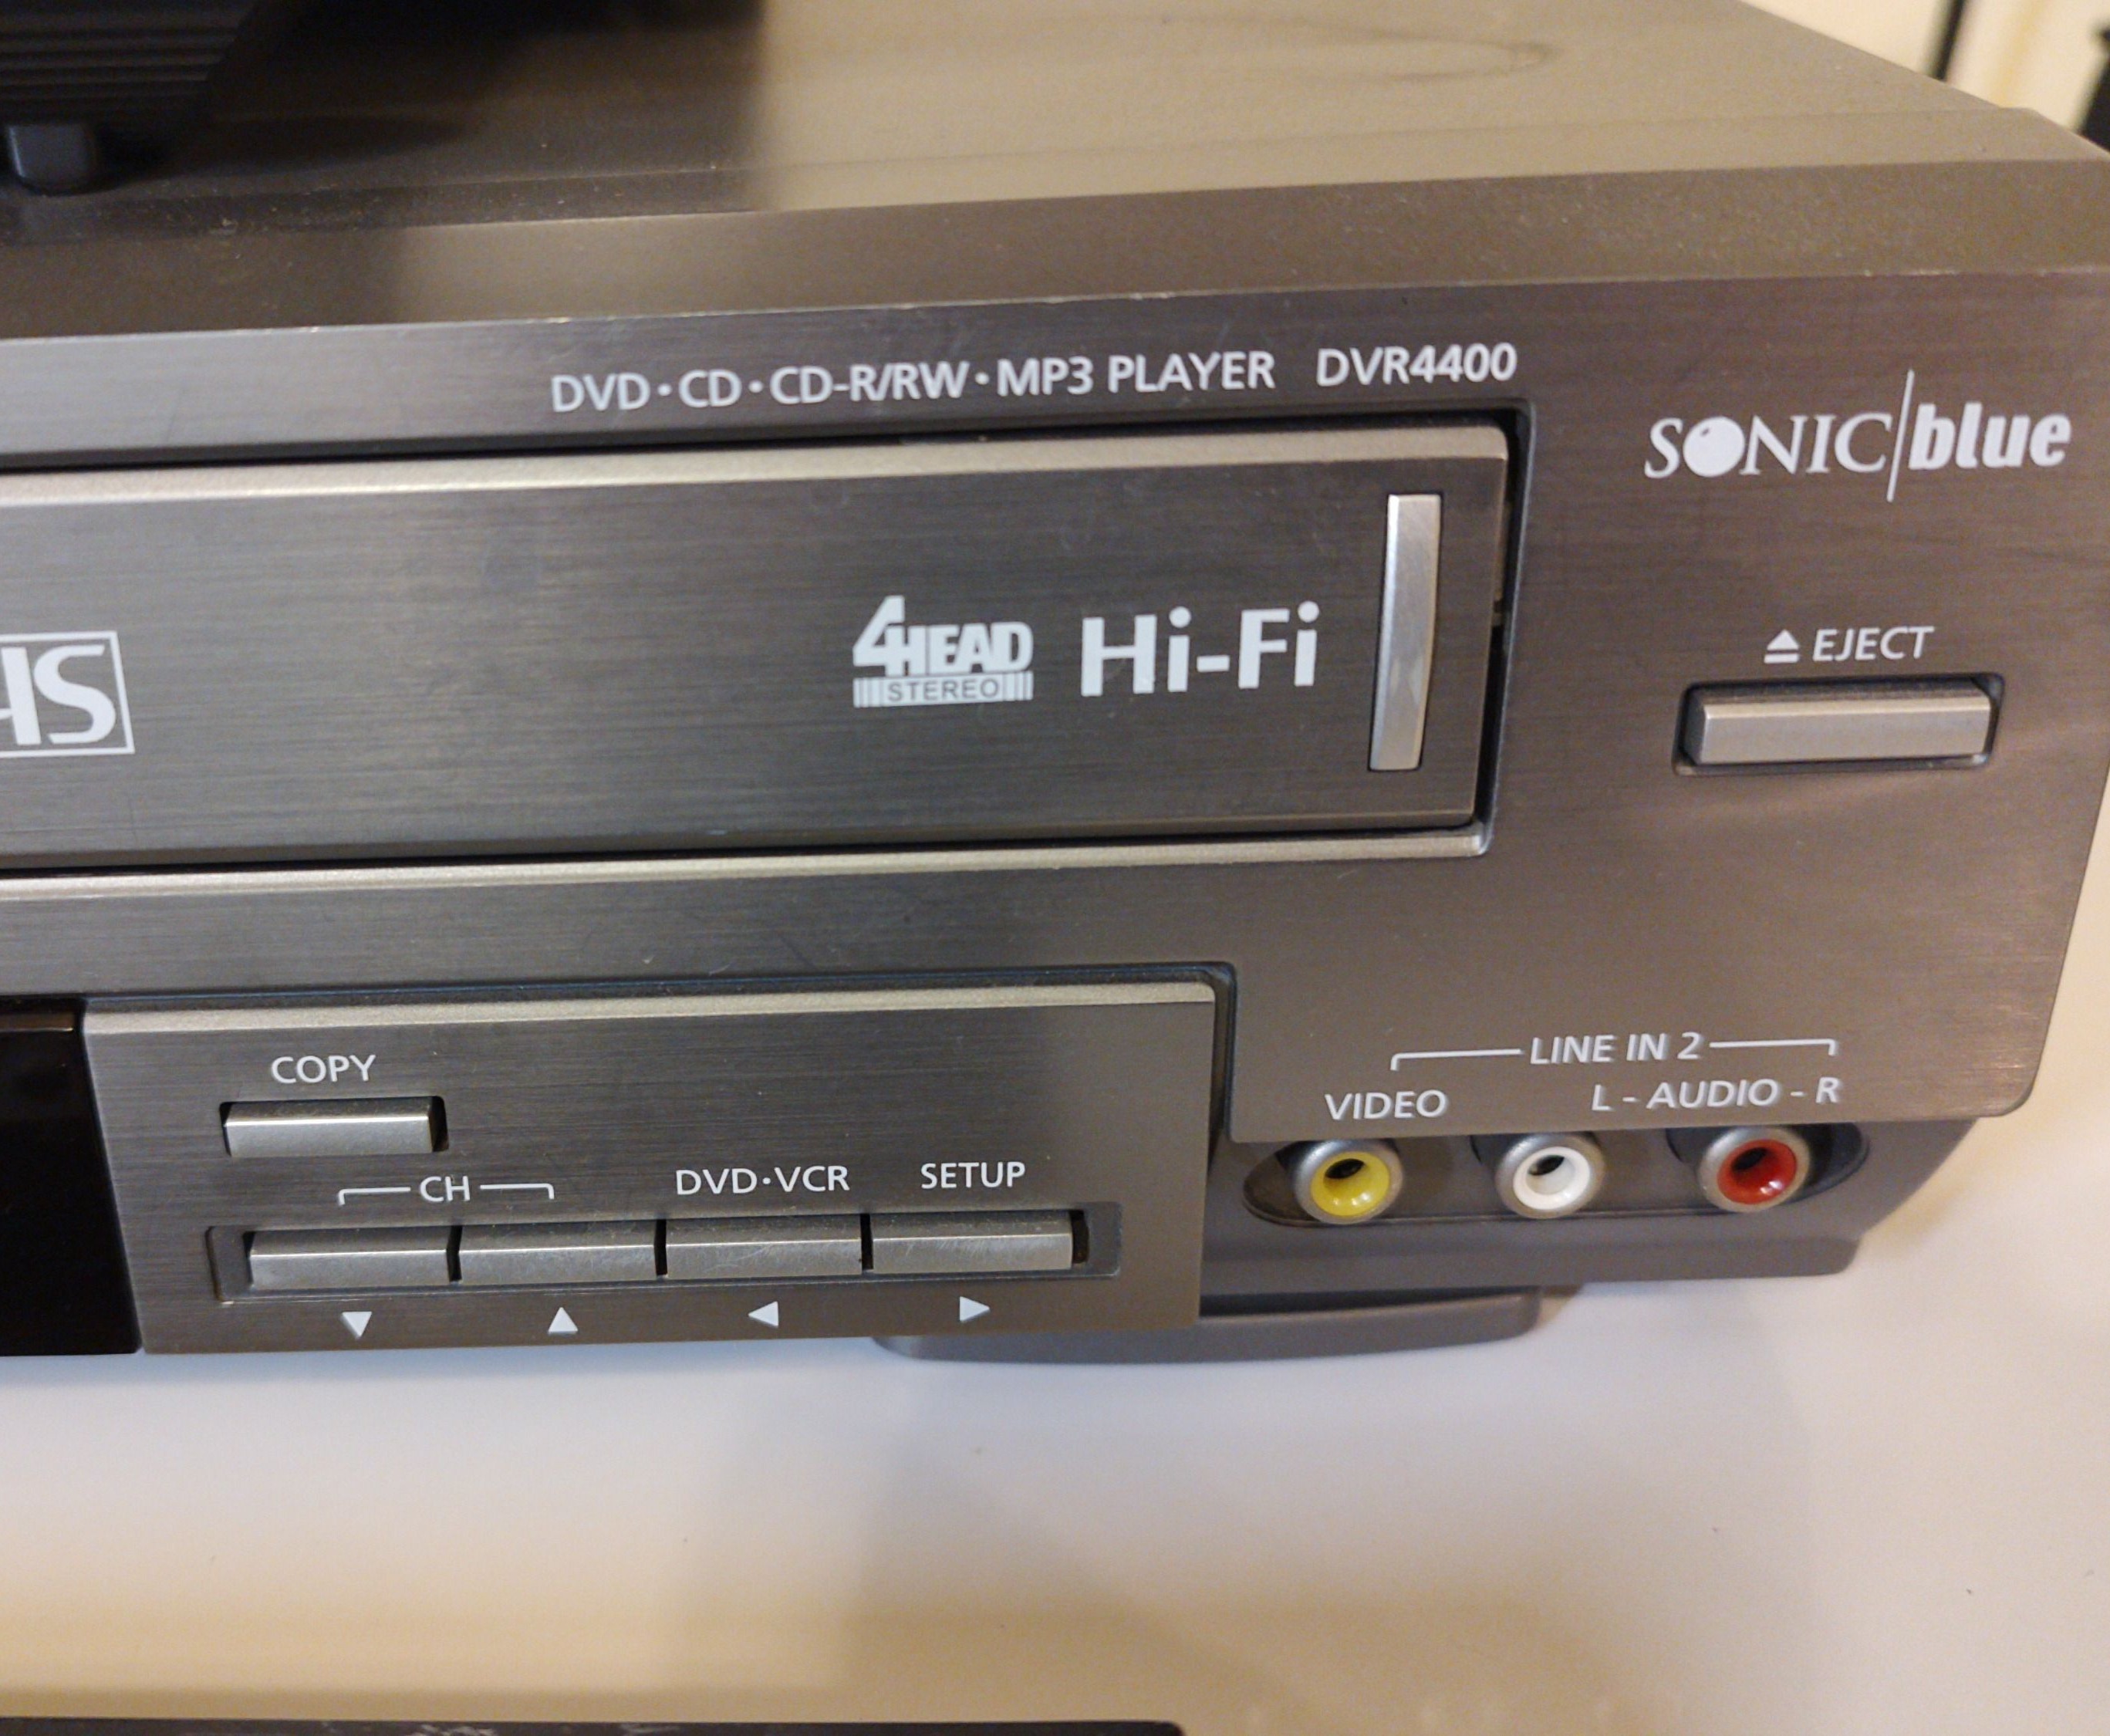 DVD·CD·CD-R/RW·MP3 PLAYER DVR4400
SONIC|blue
4HEAD
STEREO
Hi-Fi
HS
EJECT
LINE IN 2
VIDEO L - AUDIO - R
COPY
CH DVD·VCR SETUP